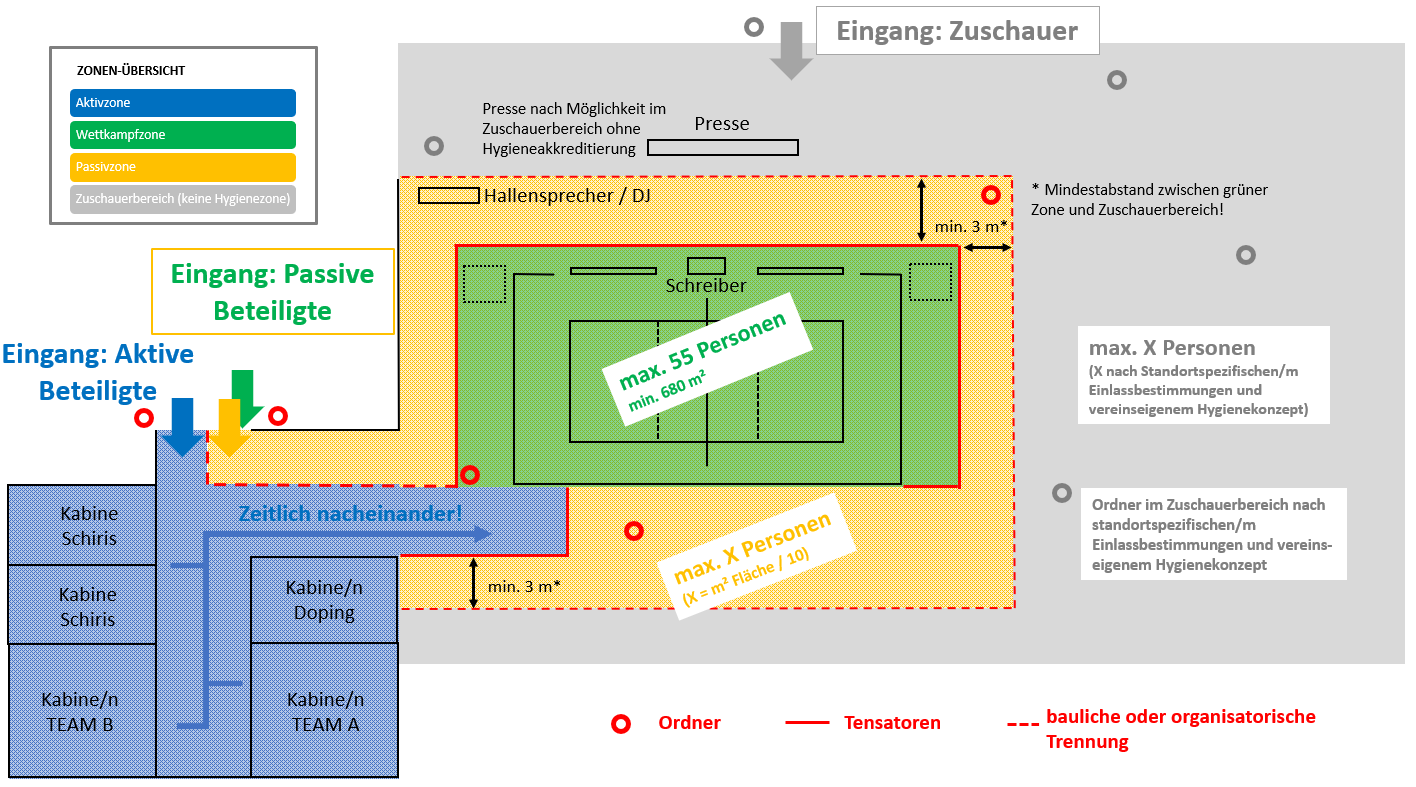 Eingang: Zuschauer
ZONEN-ÜBERSICHT
Aktivzone
Wettkampfzone
Passivzone
Zuschauerbereich (keine Hygienezone)
Presse nach Möglichkeit im
Zuschauerbereich ohne
Hygieneakkreditierung
Presse
Hallensprecher / DJ
* Mindestabstand zwischen grüner
Zone und Zuschauerbereich!
min. 3 m*
Eingang: Passive
Beteiligte
Schreiber
Eingang: Aktive
Beteiligte
max. 55 Personen
min. 680 m²
max. X Personen
(X nach Standortspezifischen/m
Einlassbestimmungen und
vereinseigenem Hygienekonzept)
Zeitlich nacheinander!
Kabine
Schiris
Kabine
Schiris
Kabine/n
Doping
Kabine/n
TEAM B
Kabine/n
TEAM A
min. 3 m*
max. X Personen
(X = m² Fläche / 10)
Ordner im Zuschauerbereich nach
standortspezifischen/m
Einlassbestimmungen und vereins-
eigenem Hygienekonzept
Ordner
Tensatoren
bauliche oder organisatorische
Trennung